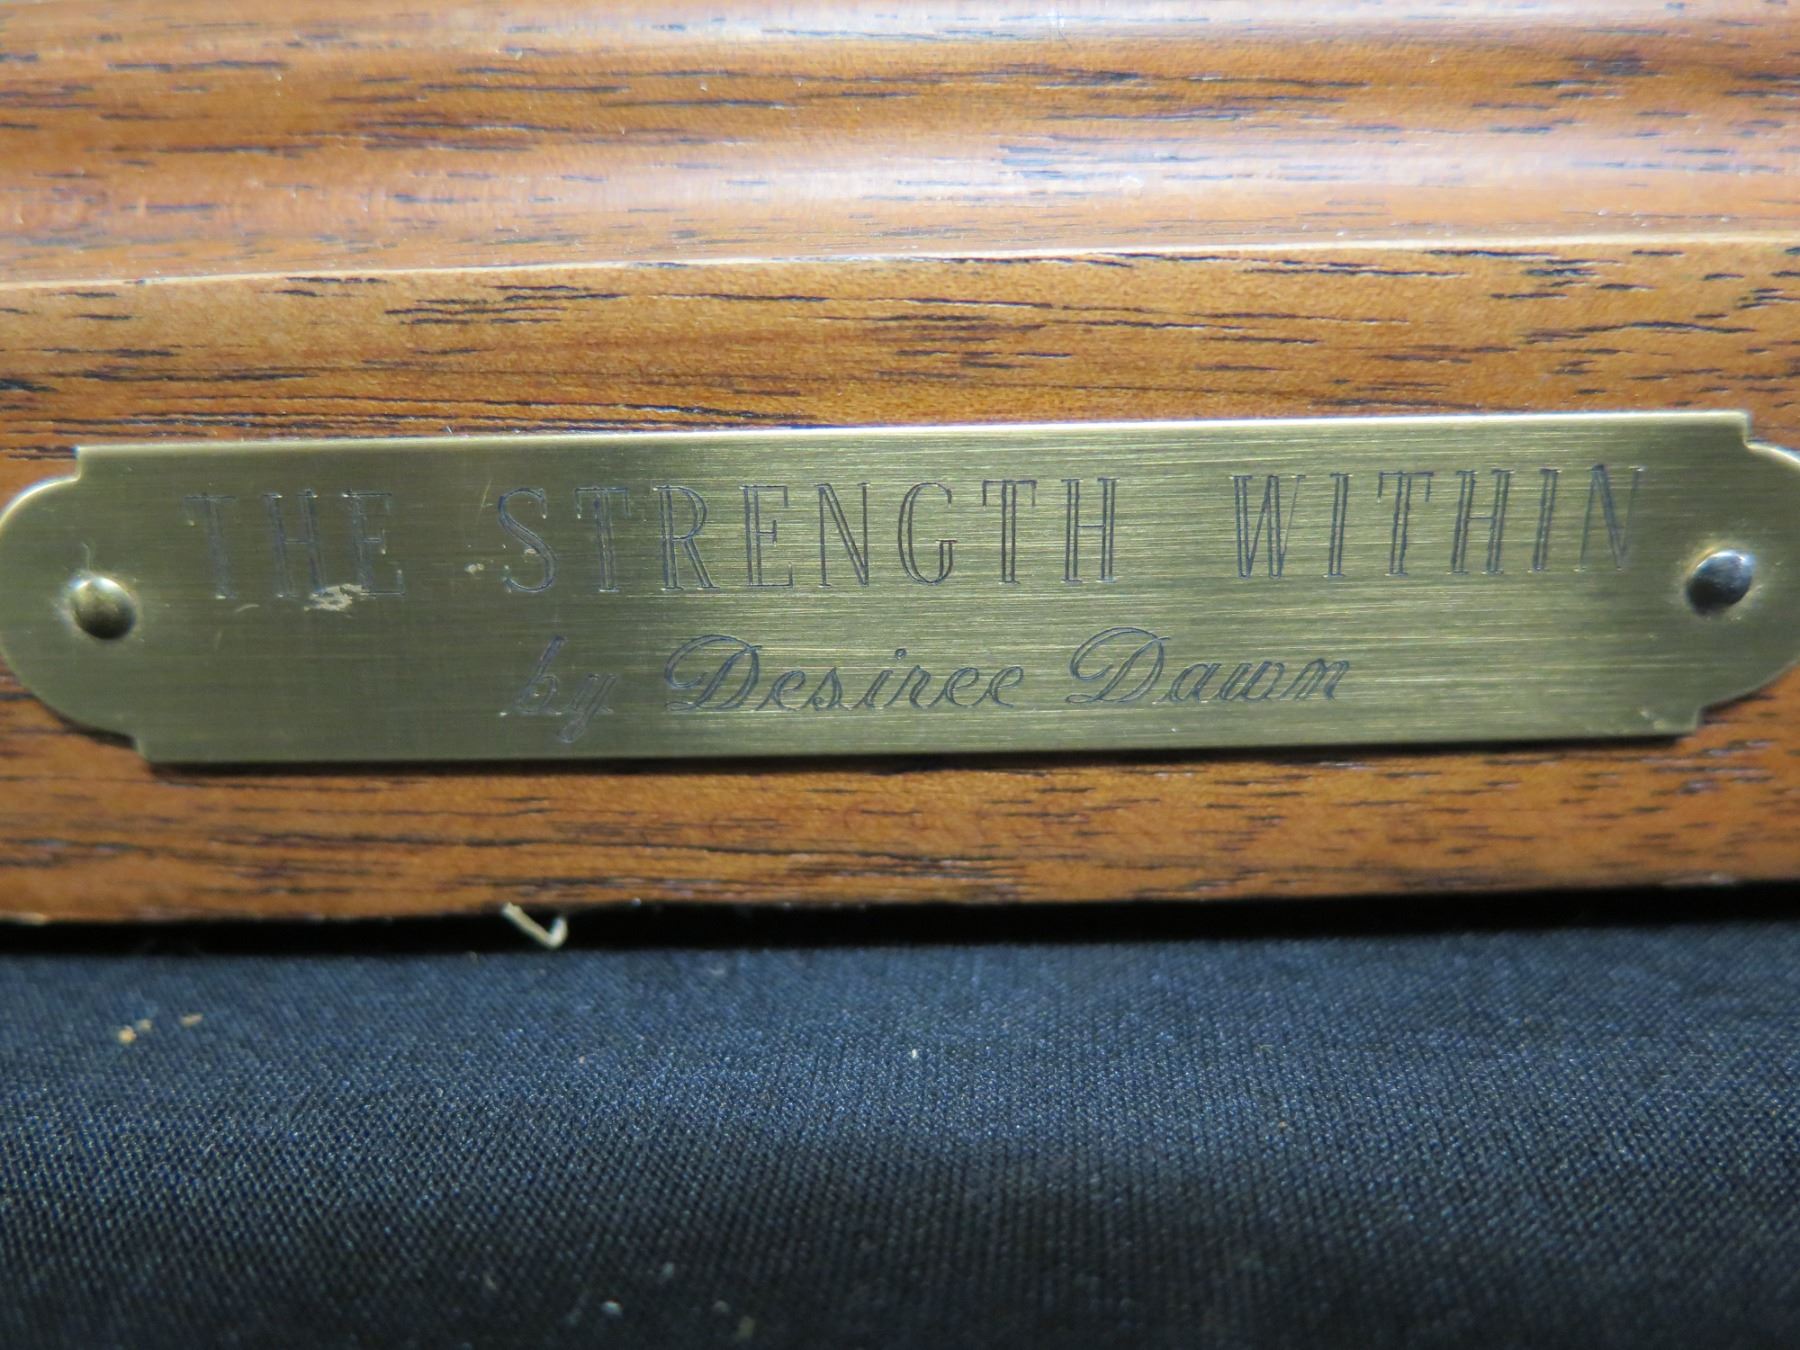 THE STRENGTH WITHIN
by Desiree Dawn